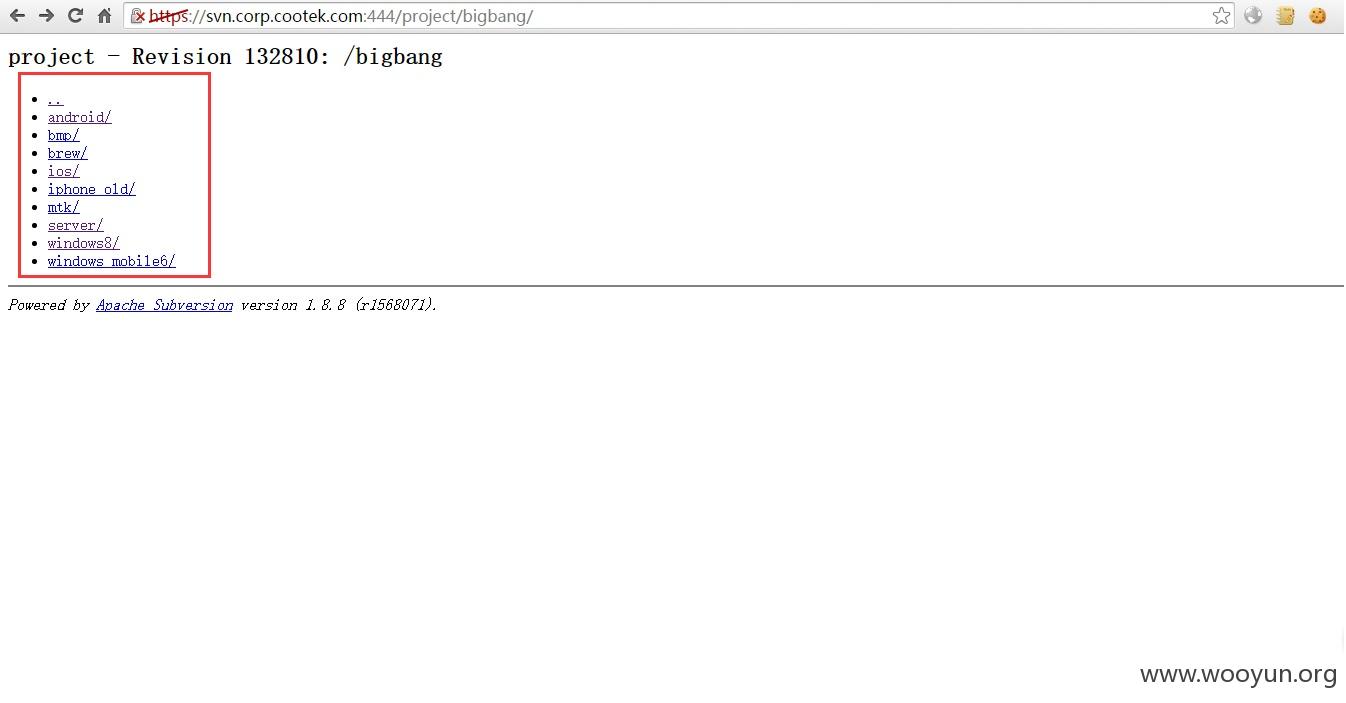 https://svn.corp.cootek.com:444/project/bigbang/
project - Revision 132810: /bigbang
..
android/
bmp/
brew/
ios/
iphone_old/
mtk/
server/
windows8/
windows_mobile6/
Powered by Apache Subversion version 1.8.8 (r1568071).
www.wooyun.org